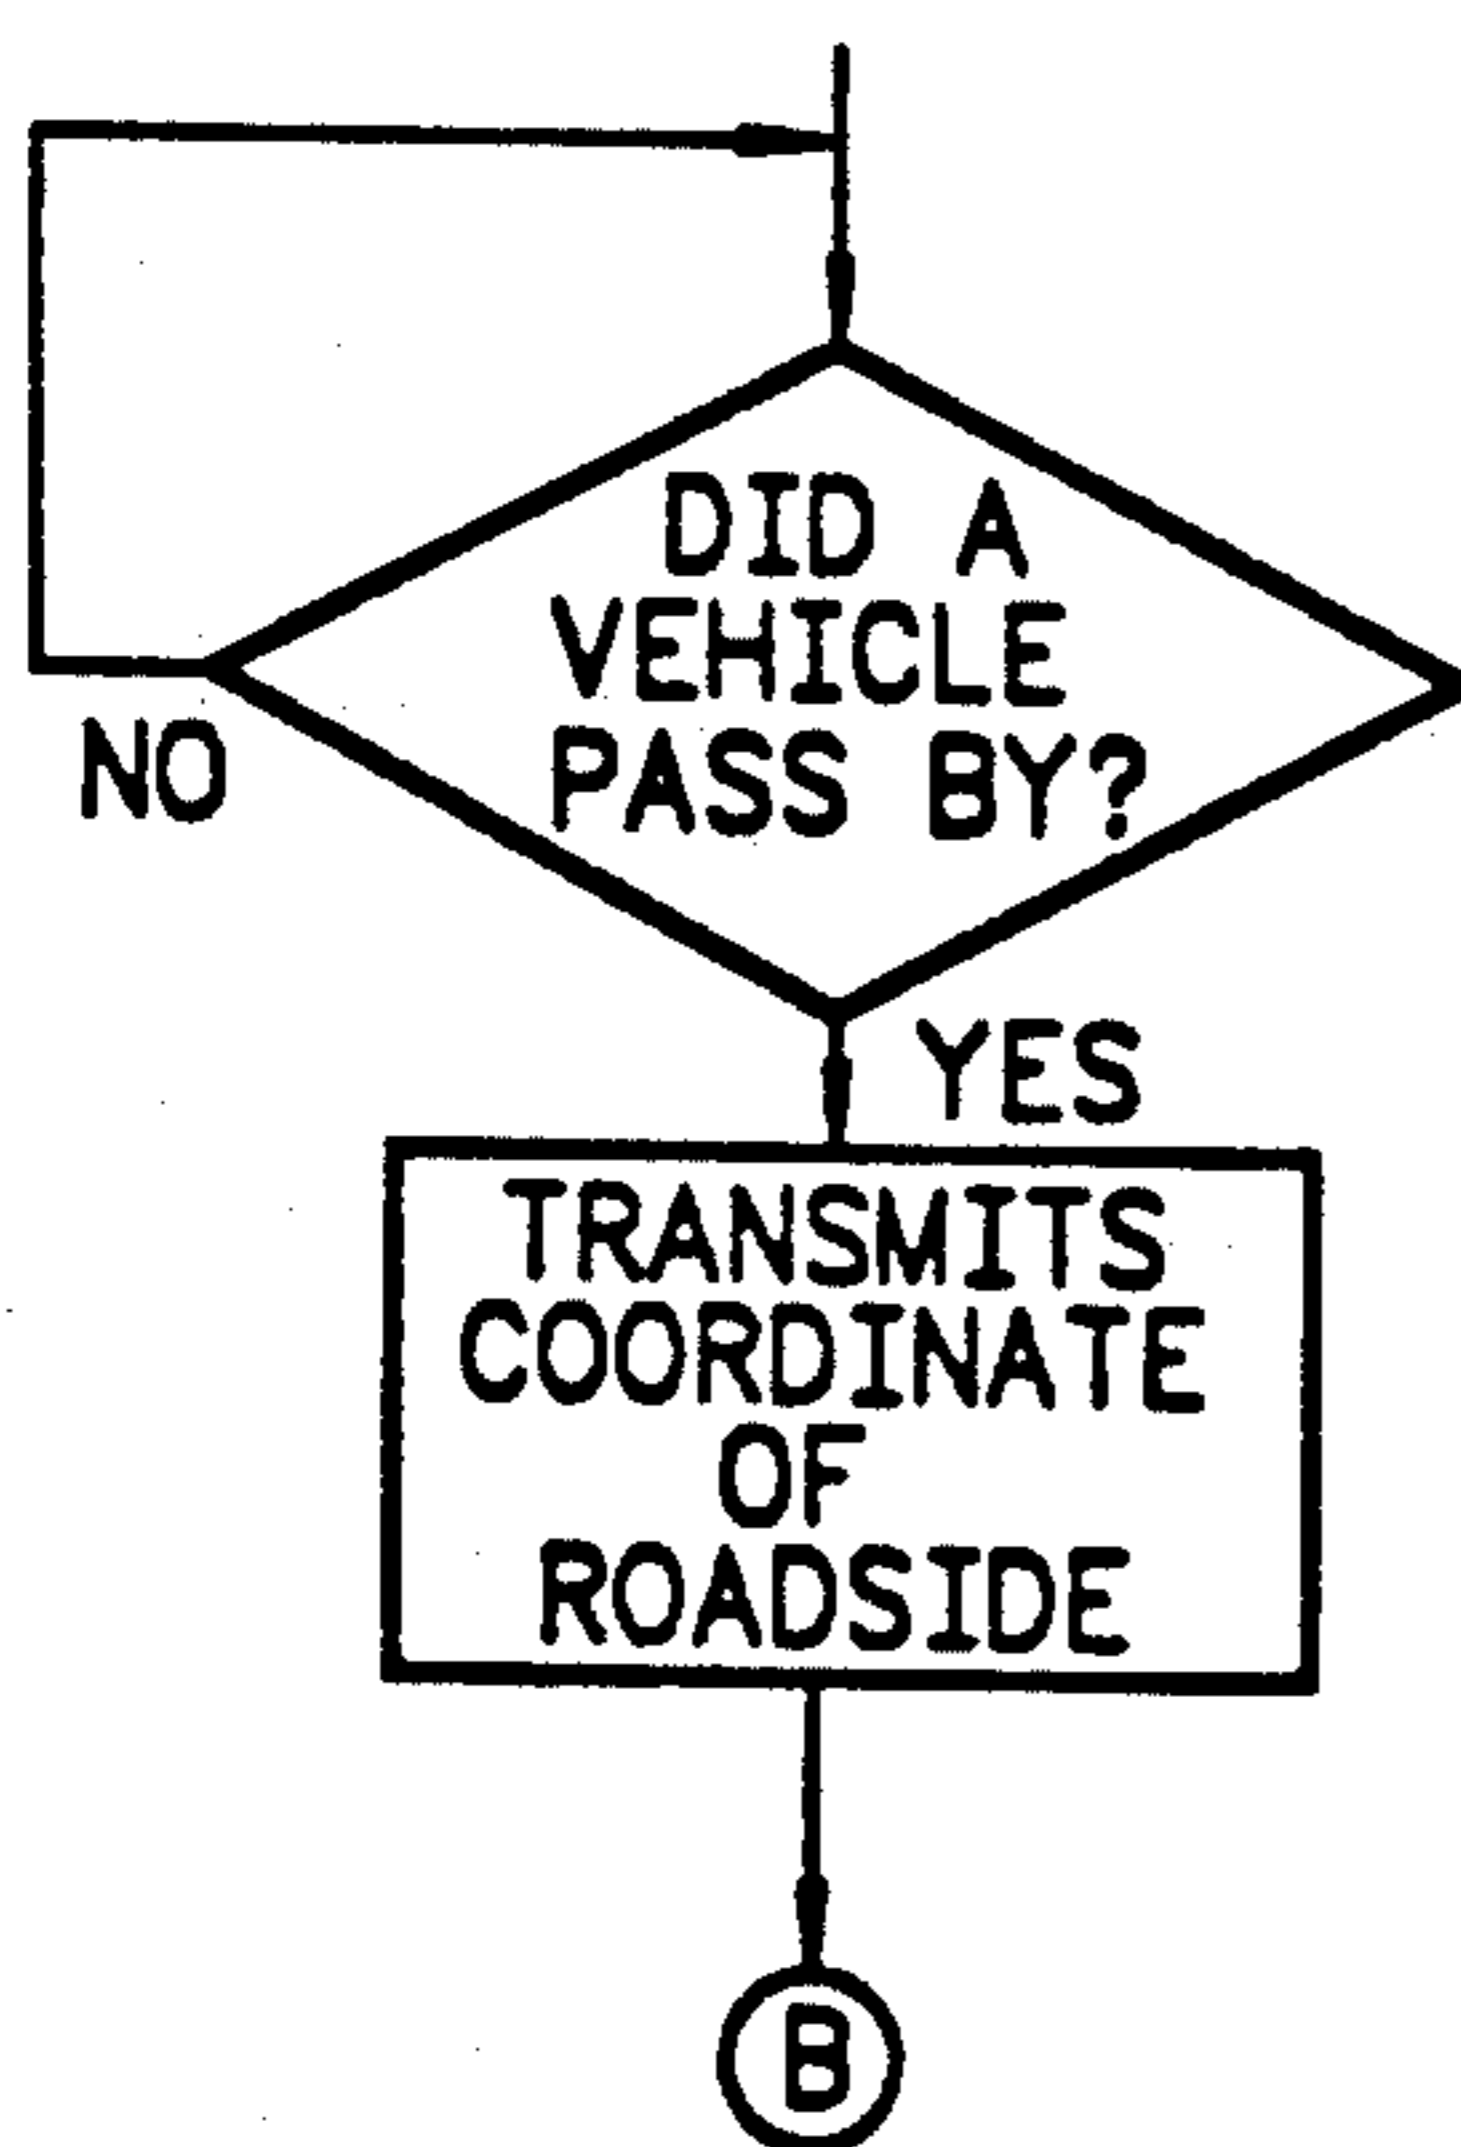 DID A
VEHICLE
PASS BY?
NO
YES
TRANSMITS
COORDINATE
OF
ROADSIDE
B